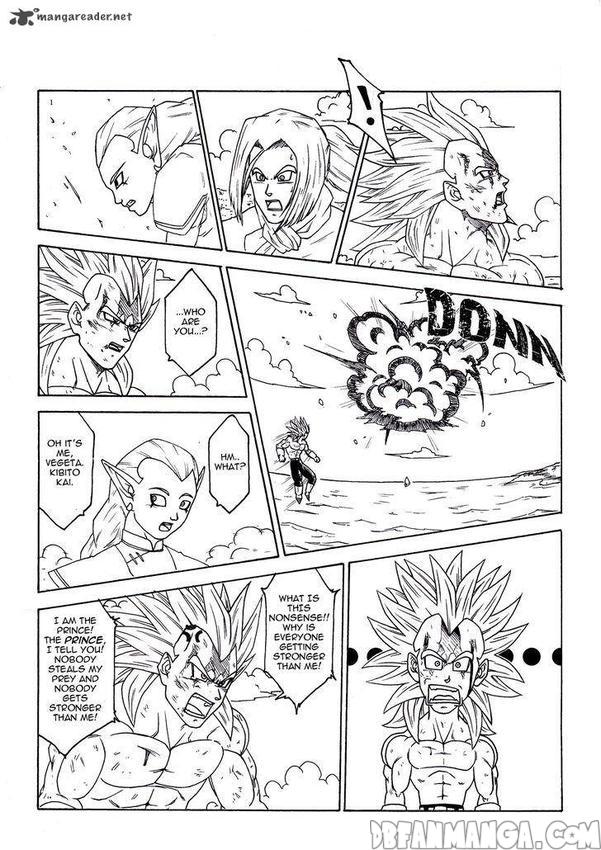 mangareader.net
!
...WHO
ARE
YOU...?
DONN
OH IT'S
ME,
VEGETA.
KIBITO
KAI.
HM..
WHAT?
I AM THE
PRINCE!
THE PRINCE,
I TELL YOU!
NOBODY
STEALS MY
PREY AND
NOBODY
GETS
STRONGER
THAN ME!
WHAT IS
THIS
NONSENSE!!
WHY IS
EVERYONE
GETTING
STRONGER
THAN ME!
DBFANMANGA.COM